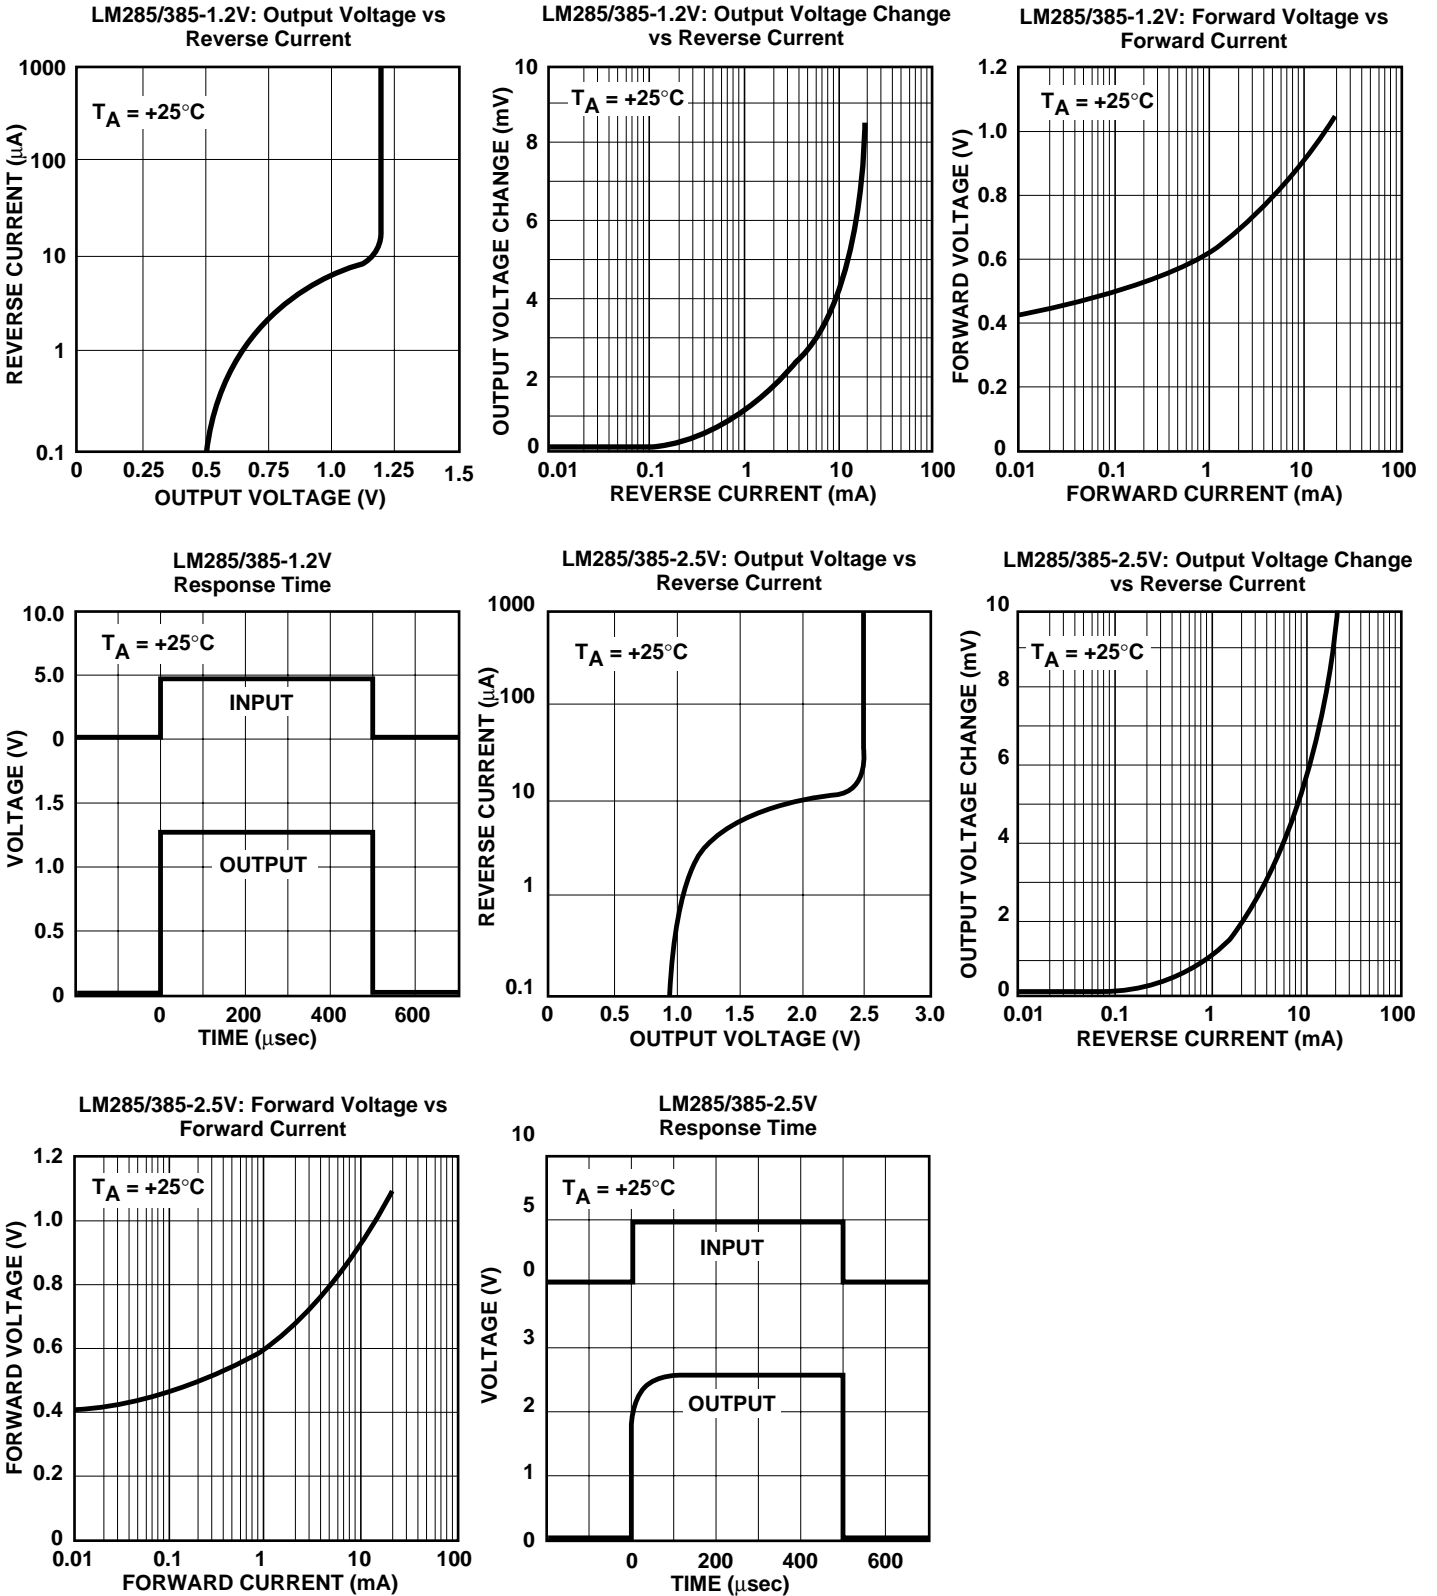 LM285/385-1.2V: Output Voltage vs
Reverse Current
1000
100
10
1
0.1
REVERSE CURRENT (μA)
TA = +25°C
0 0.25 0.5 0.75 1.0 1.25 1.5
OUTPUT VOLTAGE (V)
LM285/385-1.2V: Output Voltage Change
vs Reverse Current
10
8
6
4
2
0
OUTPUT VOLTAGE CHANGE (mV)
TA = +25°C
0.01 0.1 1 10 100
REVERSE CURRENT (mA)
LM285/385-1.2V: Forward Voltage vs
Forward Current
1.2
1.0
0.8
0.6
0.4
0.2
0
FORWARD VOLTAGE (V)
TA = +25°C
0.01 0.1 1 10 100
FORWARD CURRENT (mA)
LM285/385-1.2V
Response Time
10.0
5.0
0
1.5
1.0
0.5
0
VOLTAGE (V)
TA = +25°C
INPUT
OUTPUT
0 200 400 600
TIME (μsec)
LM285/385-2.5V: Output Voltage vs
Reverse Current
1000
100
10
1
0.1
REVERSE CURRENT (μA)
TA = +25°C
0 0.5 1.0 1.5 2.0 2.5 3.0
OUTPUT VOLTAGE (V)
LM285/385-2.5V: Output Voltage Change
vs Reverse Current
10
8
6
4
2
0
OUTPUT VOLTAGE CHANGE (mV)
TA = +25°C
0.01 0.1 1 10 100
REVERSE CURRENT (mA)
LM285/385-2.5V: Forward Voltage vs
Forward Current
1.2
1.0
0.8
0.6
0.4
0.2
0
FORWARD VOLTAGE (V)
TA = +25°C
0.01 0.1 1 10 100
FORWARD CURRENT (mA)
LM285/385-2.5V
Response Time
10
5
0
3
2
1
0
VOLTAGE (V)
TA = +25°C
INPUT
OUTPUT
0 200 400 600
TIME (μsec)